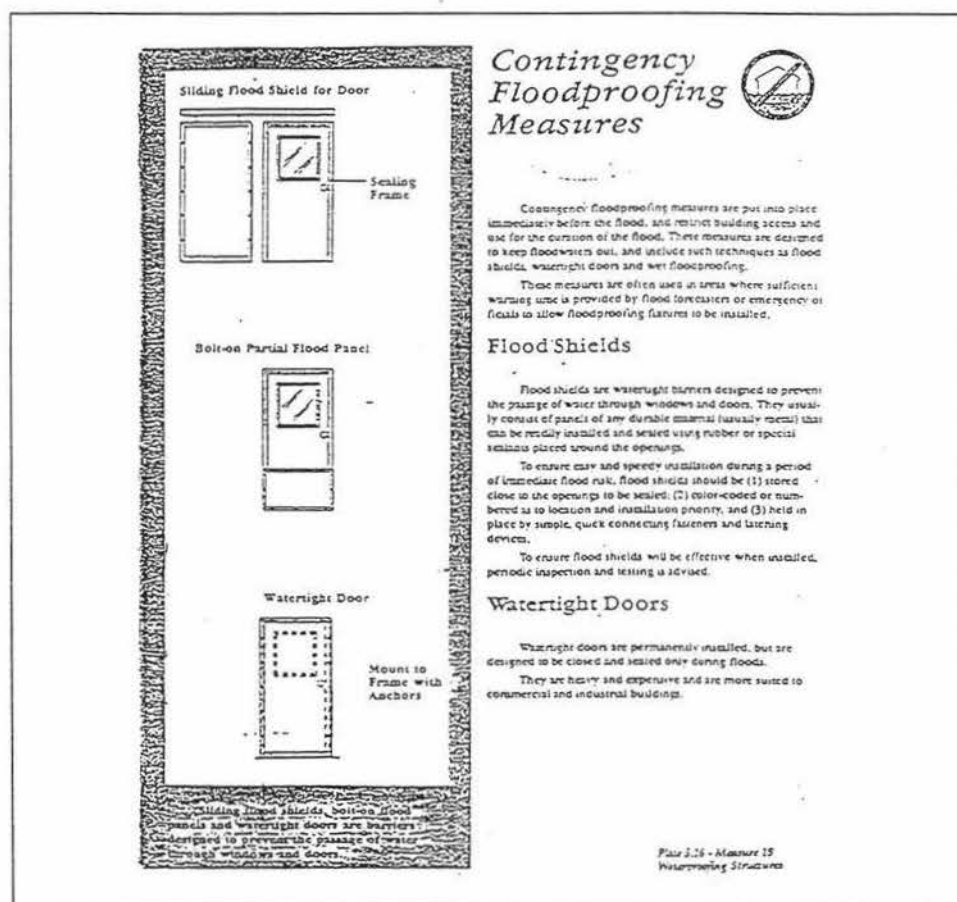 Sliding Flood Shield for Door
Sealing
Frame
Bolt-on Partial Flood Panel
Watertight Door
Mount to
Frame with
Anchors
Sliding flood shields, bolt-on flood
panels and watertight doors are barriers
designed to prevent the passage of water
through windows and doors.
Contingency
Floodproofing
Measures
Contingency floodproofing measures are put into place
immediately before the flood, and restrict building access and
use for the duration of the flood. These measures are designed
to keep floodwaters out, and include such techniques as flood
shields, watertight doors and wet floodproofing.
These measures are often used in areas where sufficient
warning time is provided by flood forecasters or emergency of
ficials to allow floodproofing fixtures to be installed.
Flood Shields
Flood shields are watertight barriers designed to prevent
the passage of water through windows and doors. They usual-
ly consist of panels of any durable material (usually metal) that
can be readily installed and sealed using rubber or special
sealants placed around the openings.
To ensure easy and speedy installation during a period
of immediate flood risk, flood shields should be (1) stored
close to the openings to be sealed; (2) color-coded or num-
bered as to location and installation priority, and (3) held in
place by simple, quick connecting fasteners and latching
devices.
To ensure flood shields will be effective when installed,
periodic inspection and testing is advised.
Watertight Doors
Watertight doors are permanently installed, but are
designed to be closed and sealed only during floods.
They are heavy and expensive and are more suited to
commercial and industrial buildings.
Plate 5.26 - Measure 25
Waterproofing Structures